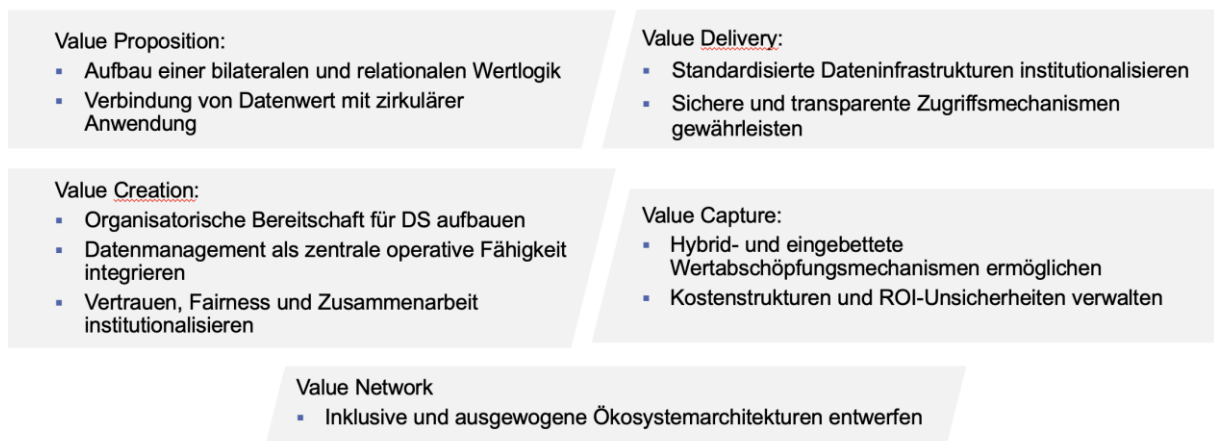 Value Proposition:
▪ Aufbau einer bilateralen und relationalen Wertlogik
▪ Verbindung von Datenwert mit zirkulärer
Anwendung
Value Delivery:
▪ Standardisierte Dateninfrastrukturen institutionalisieren
▪ Sichere und transparente Zugriffsmechanismen
gewährleisten
Value Creation:
▪ Organisatorische Bereitschaft für DS aufbauen
▪ Datenmanagement als zentrale operative Fähigkeit
integrieren
▪ Vertrauen, Fairness und Zusammenarbeit
institutionalisieren
Value Capture:
▪ Hybrid- und eingebettete
Wertabschöpfungsmechanismen ermöglichen
▪ Kostenstrukturen und ROI-Unsicherheiten verwalten
Value Network
▪ Inklusive und ausgewogene Ökosystemarchitekturen entwerfen